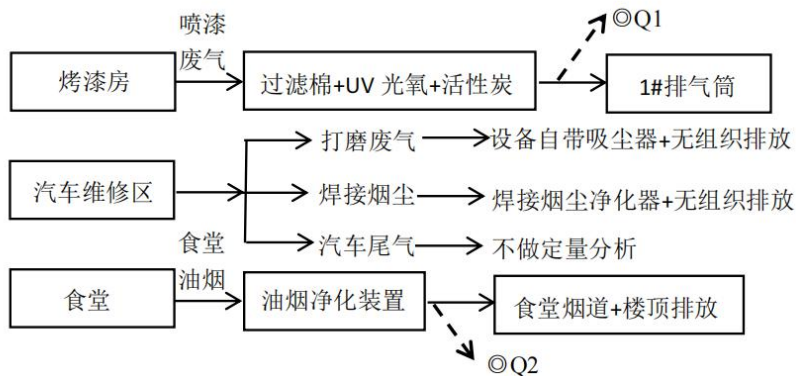 ◎Q1
喷漆
废气
烤漆房
过滤棉+UV 光氧+活性炭
1#排气筒
打磨废气
设备自带吸尘器+无组织排放
汽车维修区
焊接烟尘
焊接烟尘净化器+无组织排放
汽车尾气
不做定量分析
食堂
油烟
食堂
油烟净化装置
食堂烟道+楼顶排放
◎Q2